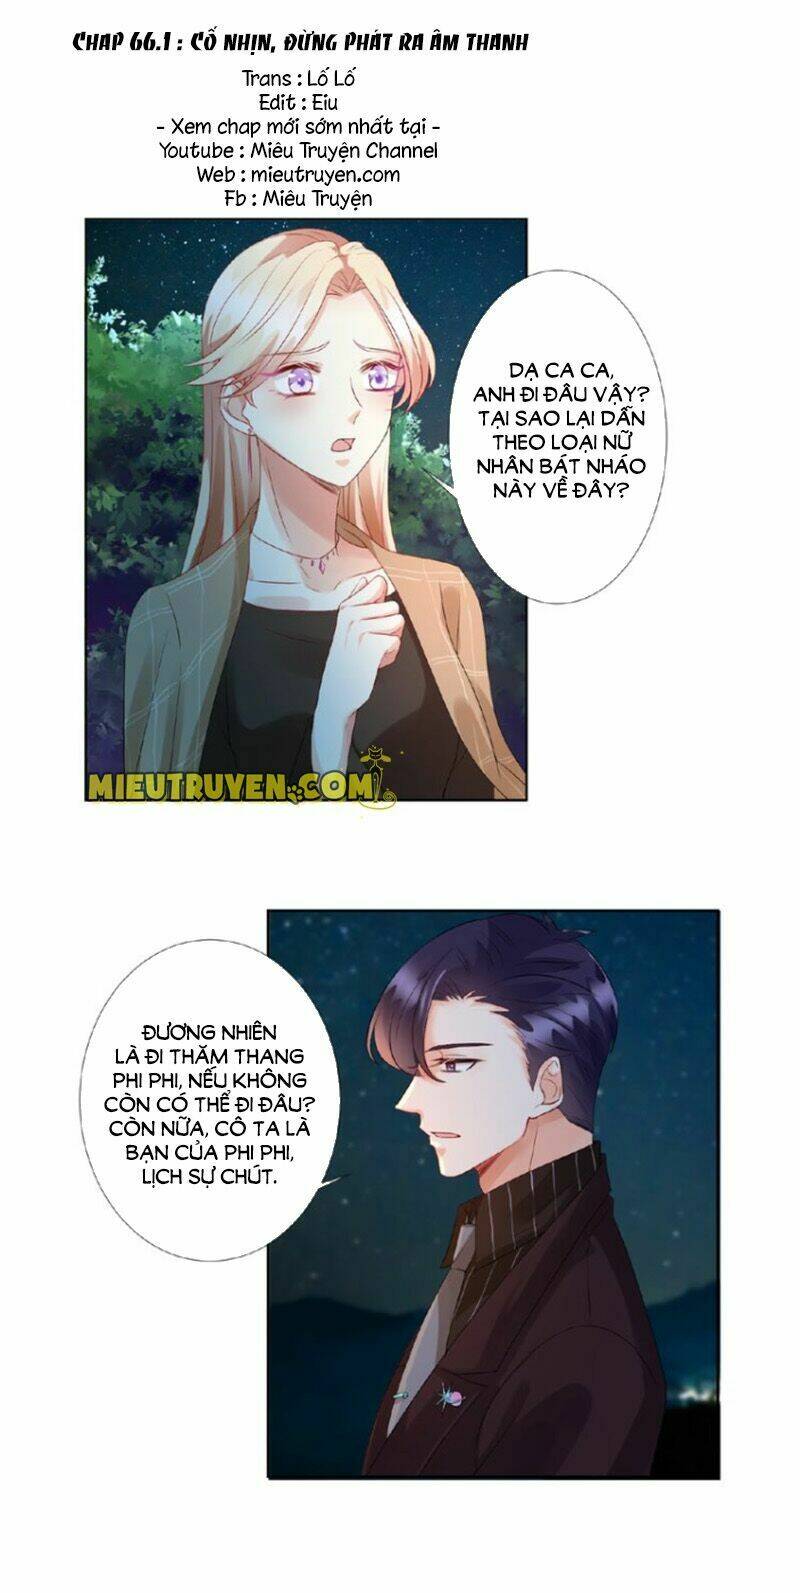 Chap 66.1 : Cố nhịn, đừng phát ra âm thanh
Trans : Lố Lố
Edit : Eiu
- Xem chap mới sớm nhất tại -
Youtube : Miêu Truyện Channel
Web : mieutruyen.com
Fb : Miêu Truyện
DẠ CA CA,
ANH ĐI ĐÂU VẬY?
TẠI SAO LẠI DẪN
THEO LOẠI NỮ
NHÂN BÁT NHÁO
NÀY VỀ ĐÂY?
MIEUTRUYEN.COM
ĐƯƠNG NHIÊN
LÀ ĐI THĂM THANG
PHI PHI, NẾU KHÔNG
CÒN CÓ THỂ ĐI ĐÂU?
CÒN NỮA, CÔ TA LÀ
BẠN CỦA PHI PHI,
LỊCH SỰ CHÚT.